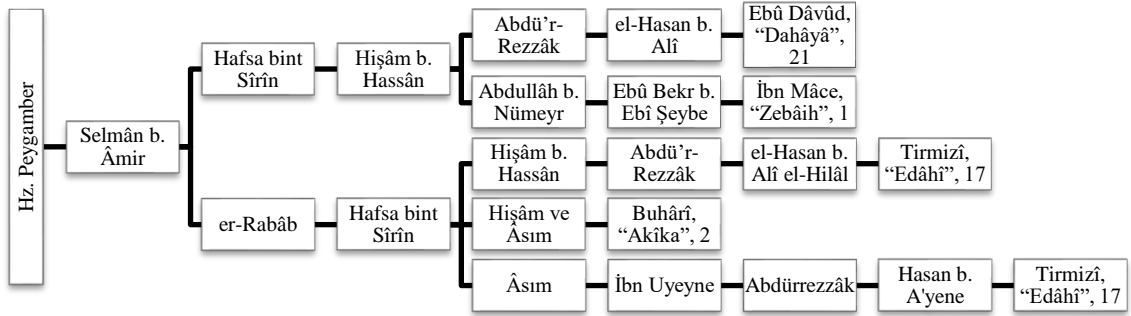 Hz. Peygamber
Selmân b.
Âmir
Hafsa bint
Sîrîn
Hişâm b.
Hassân
Abdü’r-
Rezzâk
el-Hasan b.
Alî
Ebû Dâvûd,
“Dahâyâ”,
21
Abdullâh b.
Nümeyr
Ebû Bekr b.
Ebî Şeybe
İbn Mâce,
“Zebâih”, 1
er-Rabâb
Hafsa bint
Sîrîn
Hişâm b.
Hassân
Abdü’r-
Rezzâk
el-Hasan b.
Alî el-Hilâl
Tirmizî,
“Edâhî”, 17
Hişâm ve
Âsım
Buhârî,
“Akîka”, 2
Âsım
İbn Uyeyne
Abdürrezzâk
Hasan b.
A'yene
Tirmizî,
“Edâhî”, 17